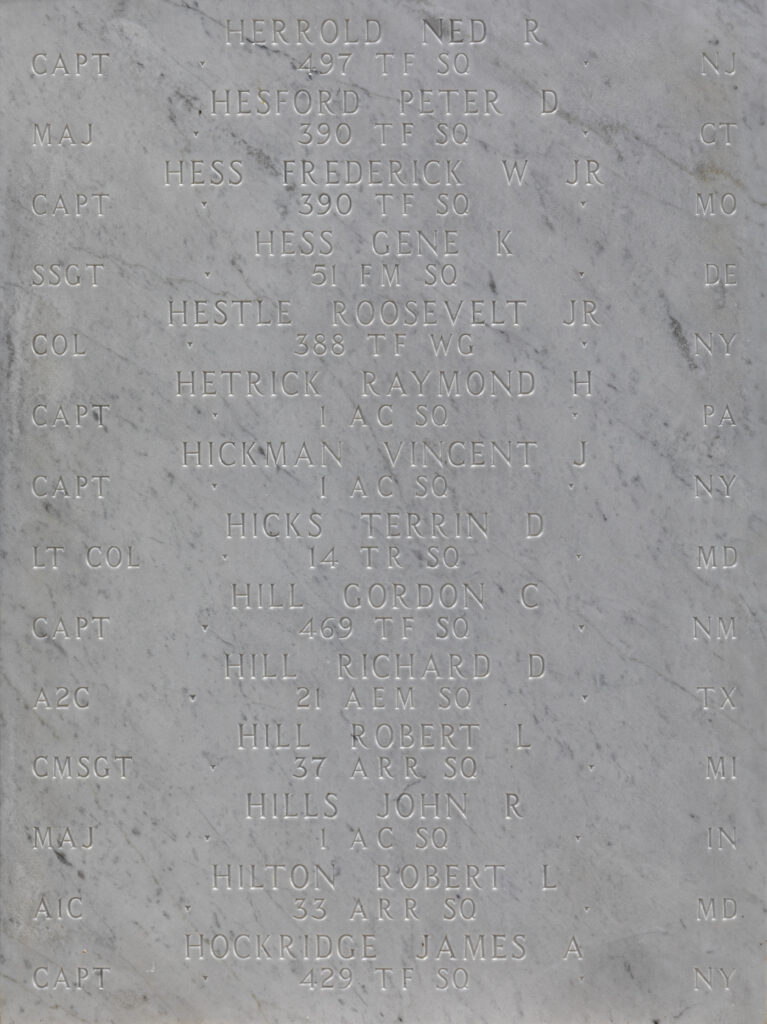 HERROLD NED R
CAPT 497 TF SQ NJ
HESFORD PETER D
MAJ 390 TF SQ CT
HESS FREDERICK W JR
CAPT 390 TF SQ MO
HESS GENE K
SSGT 51 FM SQ DE
HESTLE ROOSEVELT JR
COL 388 TF WG NY
HETRICK RAYMOND H
CAPT 1 AC SQ PA
HICKMAN VINCENT J
CAPT 1 AC SQ NY
HICKS TERRIN D
LT COL 14 TR SQ MD
HILL GORDON C
CAPT 469 TF SQ NM
HILL RICHARD D
A2C 21 AEM SQ TX
HILL ROBERT L
CMSGT 37 ARR SQ MI
HILLS JOHN R
MAJ 1 AC SQ IN
HILTON ROBERT L
A1C 33 ARR SQ MD
HOCKRIDGE JAMES A
CAPT 429 TF SQ NY